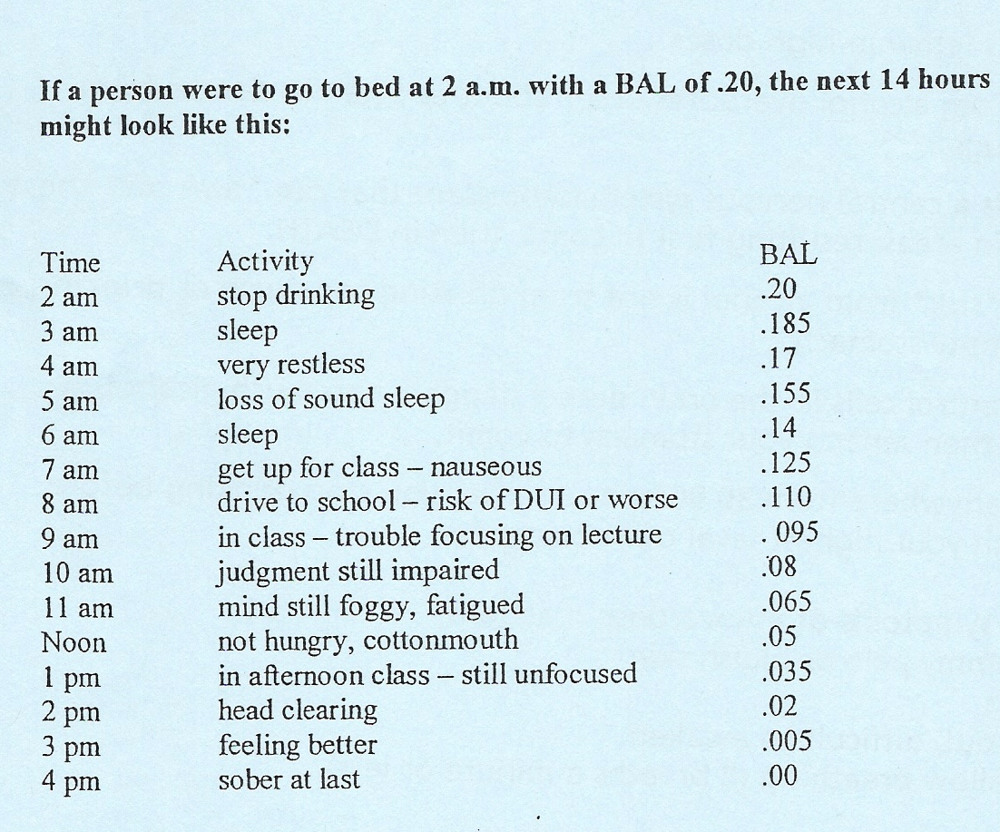 If a person were to go to bed at 2 a.m. with a BAL of .20, the next 14 hours
might look like this:
Time Activity BAL
2 am stop drinking .20
3 am sleep .185
4 am very restless .17
5 am loss of sound sleep .155
6 am sleep .14
7 am get up for class – nauseous .125
8 am drive to school – risk of DUI or worse .110
9 am in class – trouble focusing on lecture . 095
10 am judgment still impaired .08
11 am mind still foggy, fatigued .065
Noon not hungry, cottonmouth .05
1 pm in afternoon class – still unfocused .035
2 pm head clearing .02
3 pm feeling better .005
4 pm sober at last .00